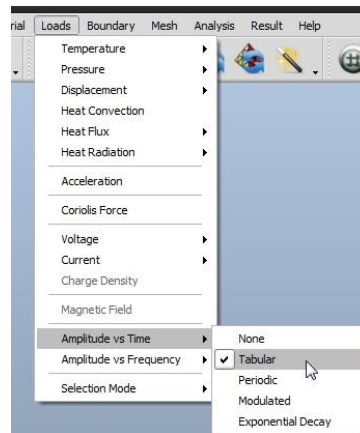 rial Loads Boundary Mesh Analysis Result Help
Temperature
Pressure
Displacement
Heat Convection
Heat Flux
Heat Radiation
Acceleration
Coriolis Force
Voltage
Current
Charge Density
Magnetic Field
Amplitude vs Time
Amplitude vs Frequency
Selection Mode
None
Tabular
Periodic
Modulated
Exponential Decay